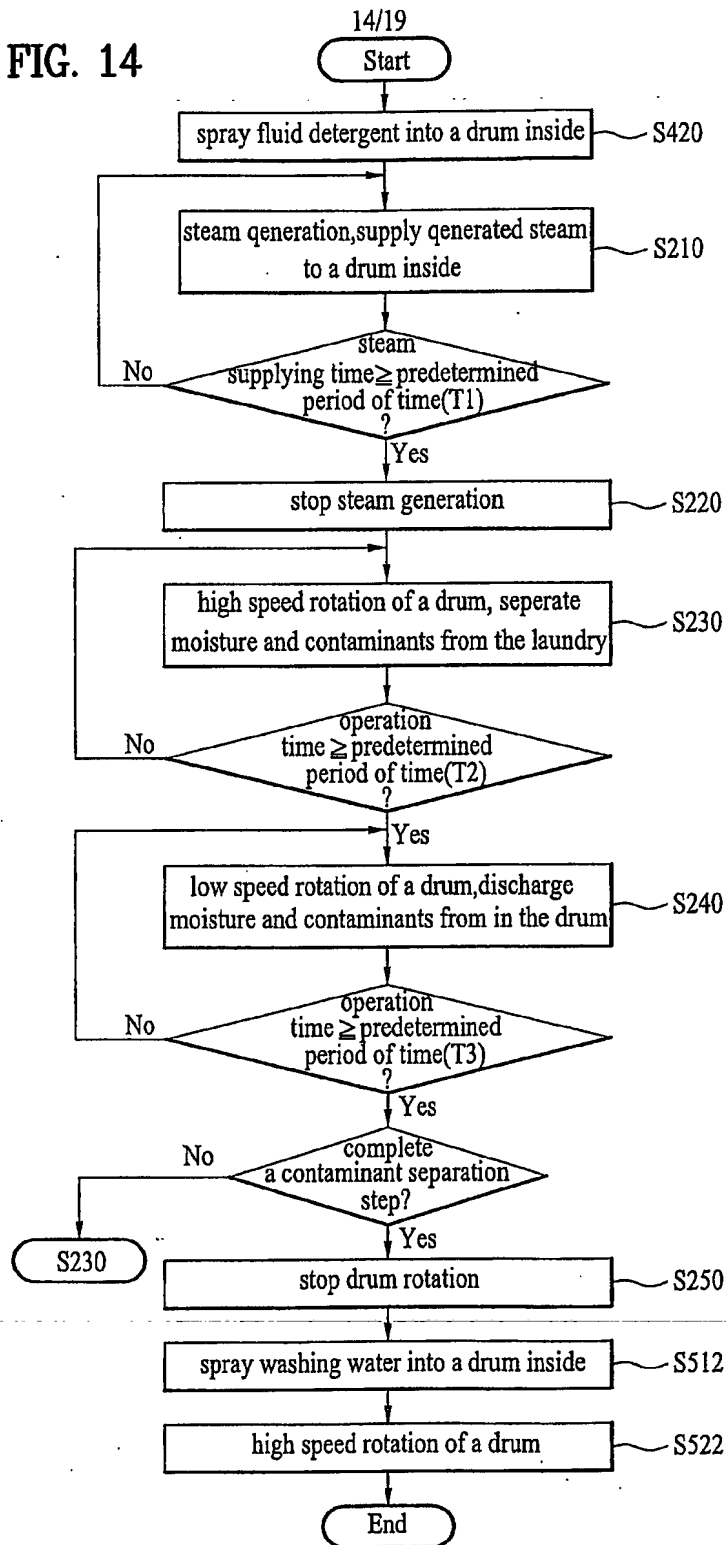 14/19
FIG. 14
Start
spray fluid detergent into a drum inside
S420
steam qeneration,supply qenerated steam
to a drum inside
S210
steam
supplying time≧predetermined
period of time(T1)
?
No
Yes
stop steam generation
S220
high speed rotation of a drum, seperate
moisture and contaminants from the laundry
S230
operation
time ≧predetermined
period of time(T2)
?
No
Yes
low speed rotation of a drum,discharge
moisture and contaminants from in the drum
S240
operation
time ≧predetermined
period of time(T3)
?
No
Yes
complete
a contaminant separation
step?
No
Yes
S230
stop drum rotation
S250
spray washing water into a drum inside
S512
high speed rotation of a drum
S522
End